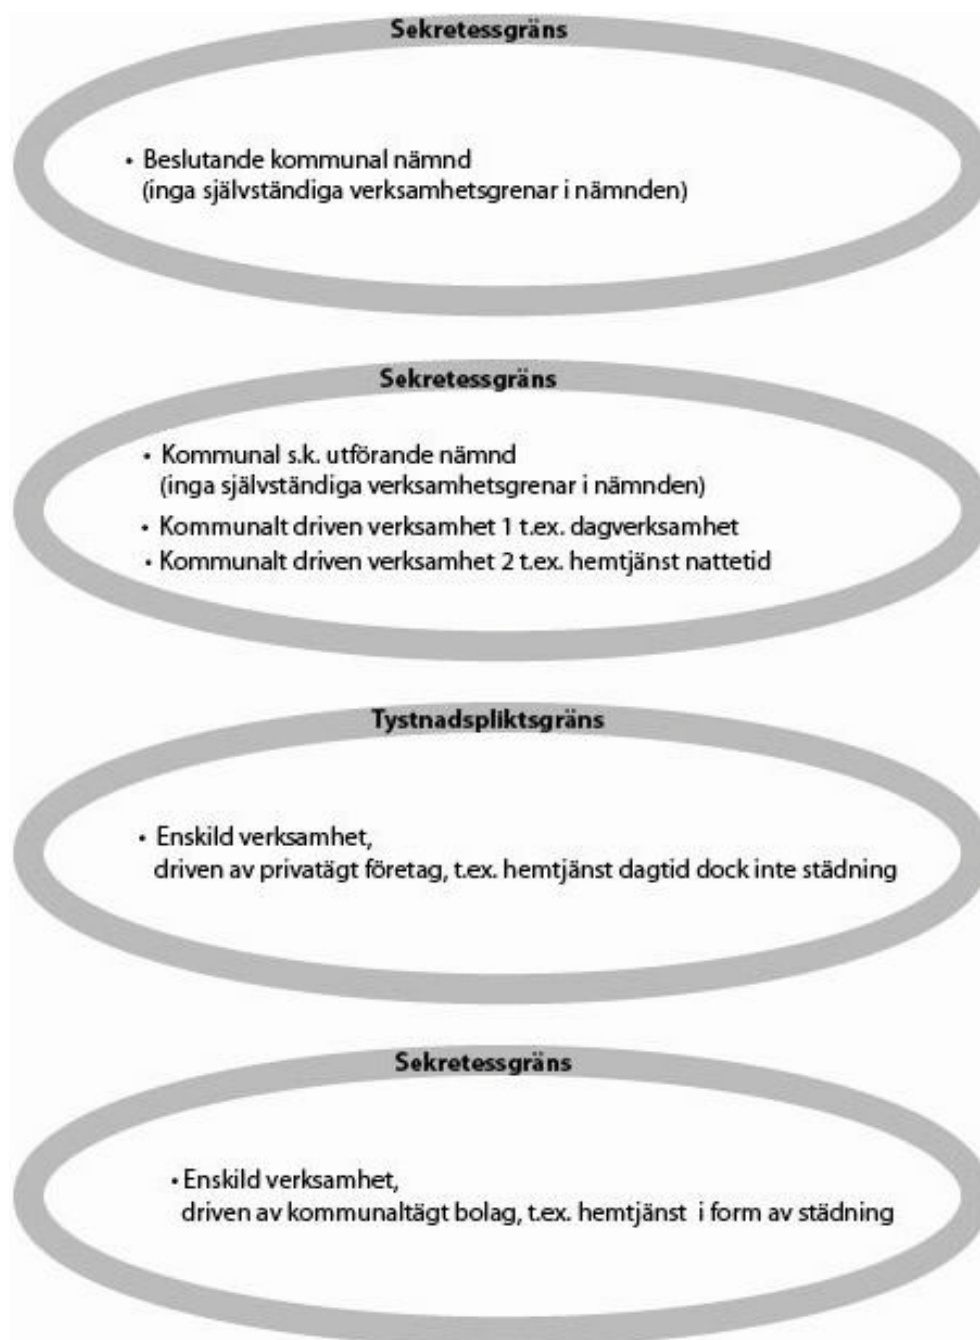 Sekretessgräns
• Beslutande kommunal nämnd
(inga självständiga verksamhetsgrenar i nämnden)
Sekretessgräns
• Kommunal s.k. utförande nämnd
(inga självständiga verksamhetsgrenar i nämnden)
• Kommunalt driven verksamhet 1 t.ex. dagverksamhet
• Kommunalt driven verksamhet 2 t.ex. hemtjänst nattetid
Tystnadspliktsgräns
• Enskild verksamhet,
driven av privatägt företag, t.ex. hemtjänst dagtid dock inte städning
Sekretessgräns
• Enskild verksamhet,
driven av kommunaltägt bolag, t.ex. hemtjänst i form av städning